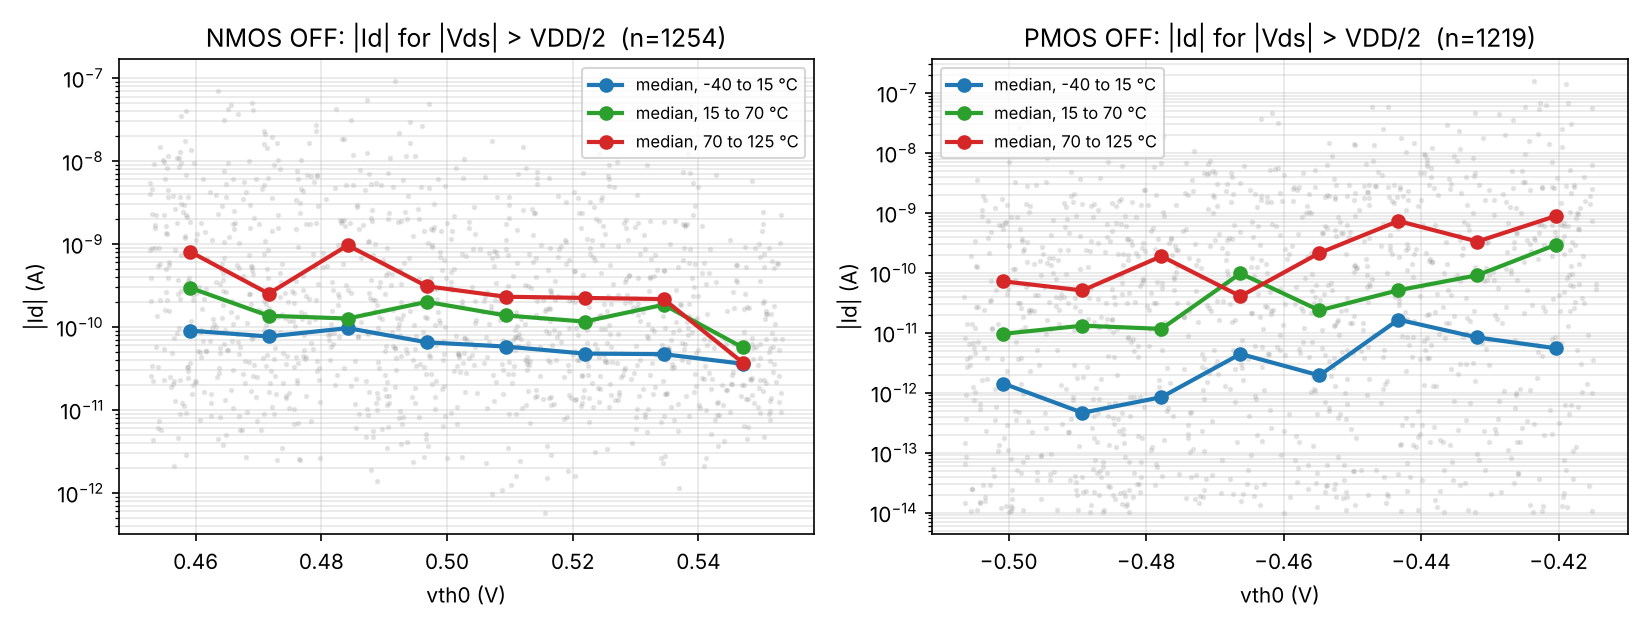 NMOS OFF: |Id| for |Vds| > VDD/2  (n=1254)
median, -40 to 15 °C
median, 15 to 70 °C
median, 70 to 125 °C
10⁻⁷
10⁻⁸
10⁻⁹
10⁻¹⁰
10⁻¹¹
10⁻¹²
|Id| (A)
0.46 0.48 0.50 0.52 0.54
vth0 (V)
PMOS OFF: |Id| for |Vds| > VDD/2  (n=1219)
median, -40 to 15 °C
median, 15 to 70 °C
median, 70 to 125 °C
10⁻⁷
10⁻⁸
10⁻⁹
10⁻¹⁰
10⁻¹¹
10⁻¹²
10⁻¹³
10⁻¹⁴
|Id| (A)
−0.50 −0.48 −0.46 −0.44 −0.42
vth0 (V)